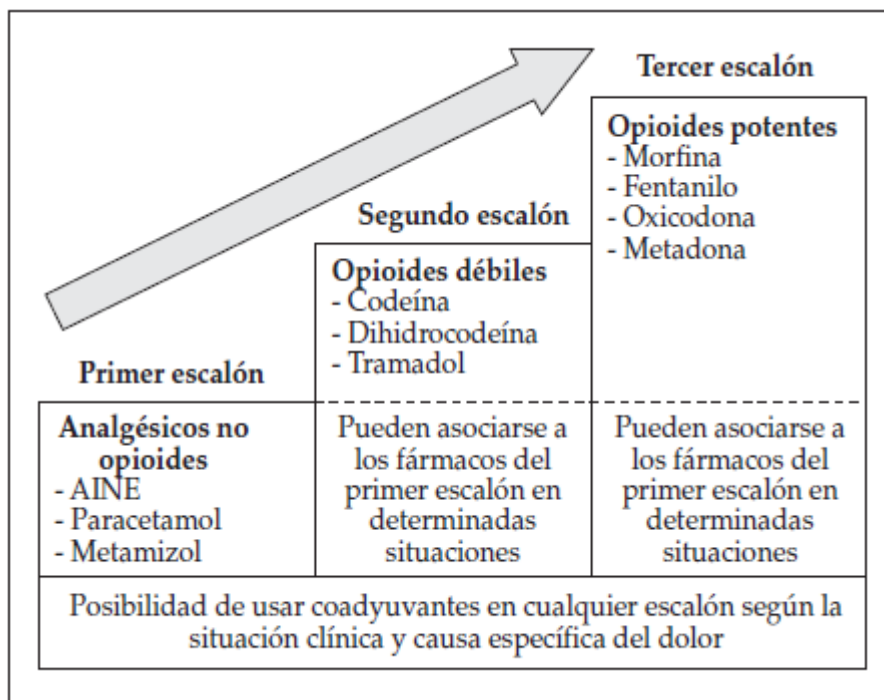 Tercer escalón
Opioides potentes
- Morfina
- Fentanilo
- Oxicodona
- Metadona
Segundo escalón
Opioides débiles
- Codeína
- Dihidrocodeína
- Tramadol
Primer escalón
Analgésicos no
opioides
- AINE
- Paracetamol
- Metamizol
Pueden asociarse a
los fármacos del
primer escalón en
determinadas
situaciones
Pueden asociarse a
los fármacos del
primer escalón en
determinadas
situaciones
Posibilidad de usar coadyuvantes en cualquier escalón según la
situación clínica y causa específica del dolor